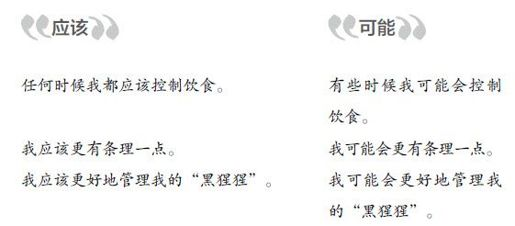 应该
任何时候我都应该控制饮食。
我应该更有条理一点。
我应该更好地管理我的“黑猩猩”。
可能
有些时候我可能会控制
饮食。
我可能会更有条理一点。
我可能会更好地管理我
的“黑猩猩”。